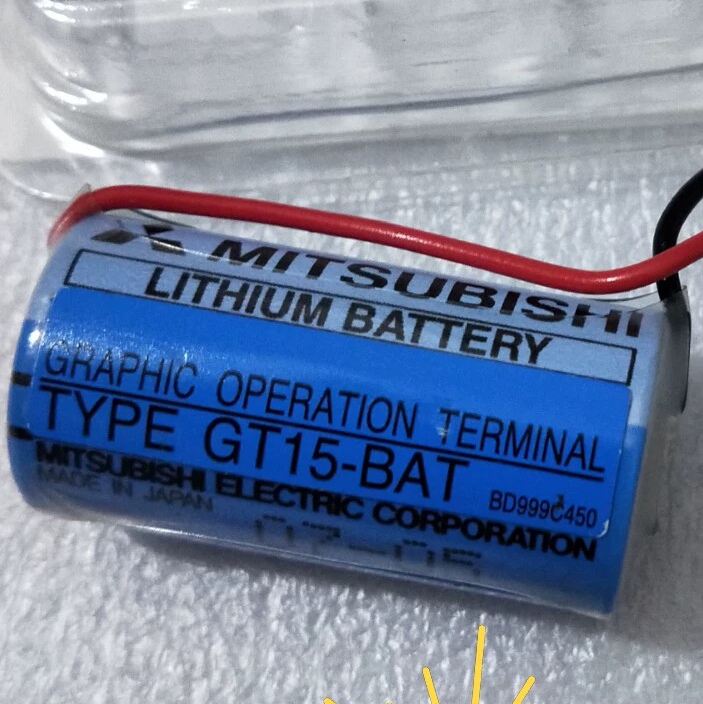 MITSUBISHI
LITHIUM BATTERY
GRAPHIC OPERATION TERMINAL
TYPE GT15-BAT
BD999C450
MITSUBISHI ELECTRIC CORPORATION
MADE IN JAPAN